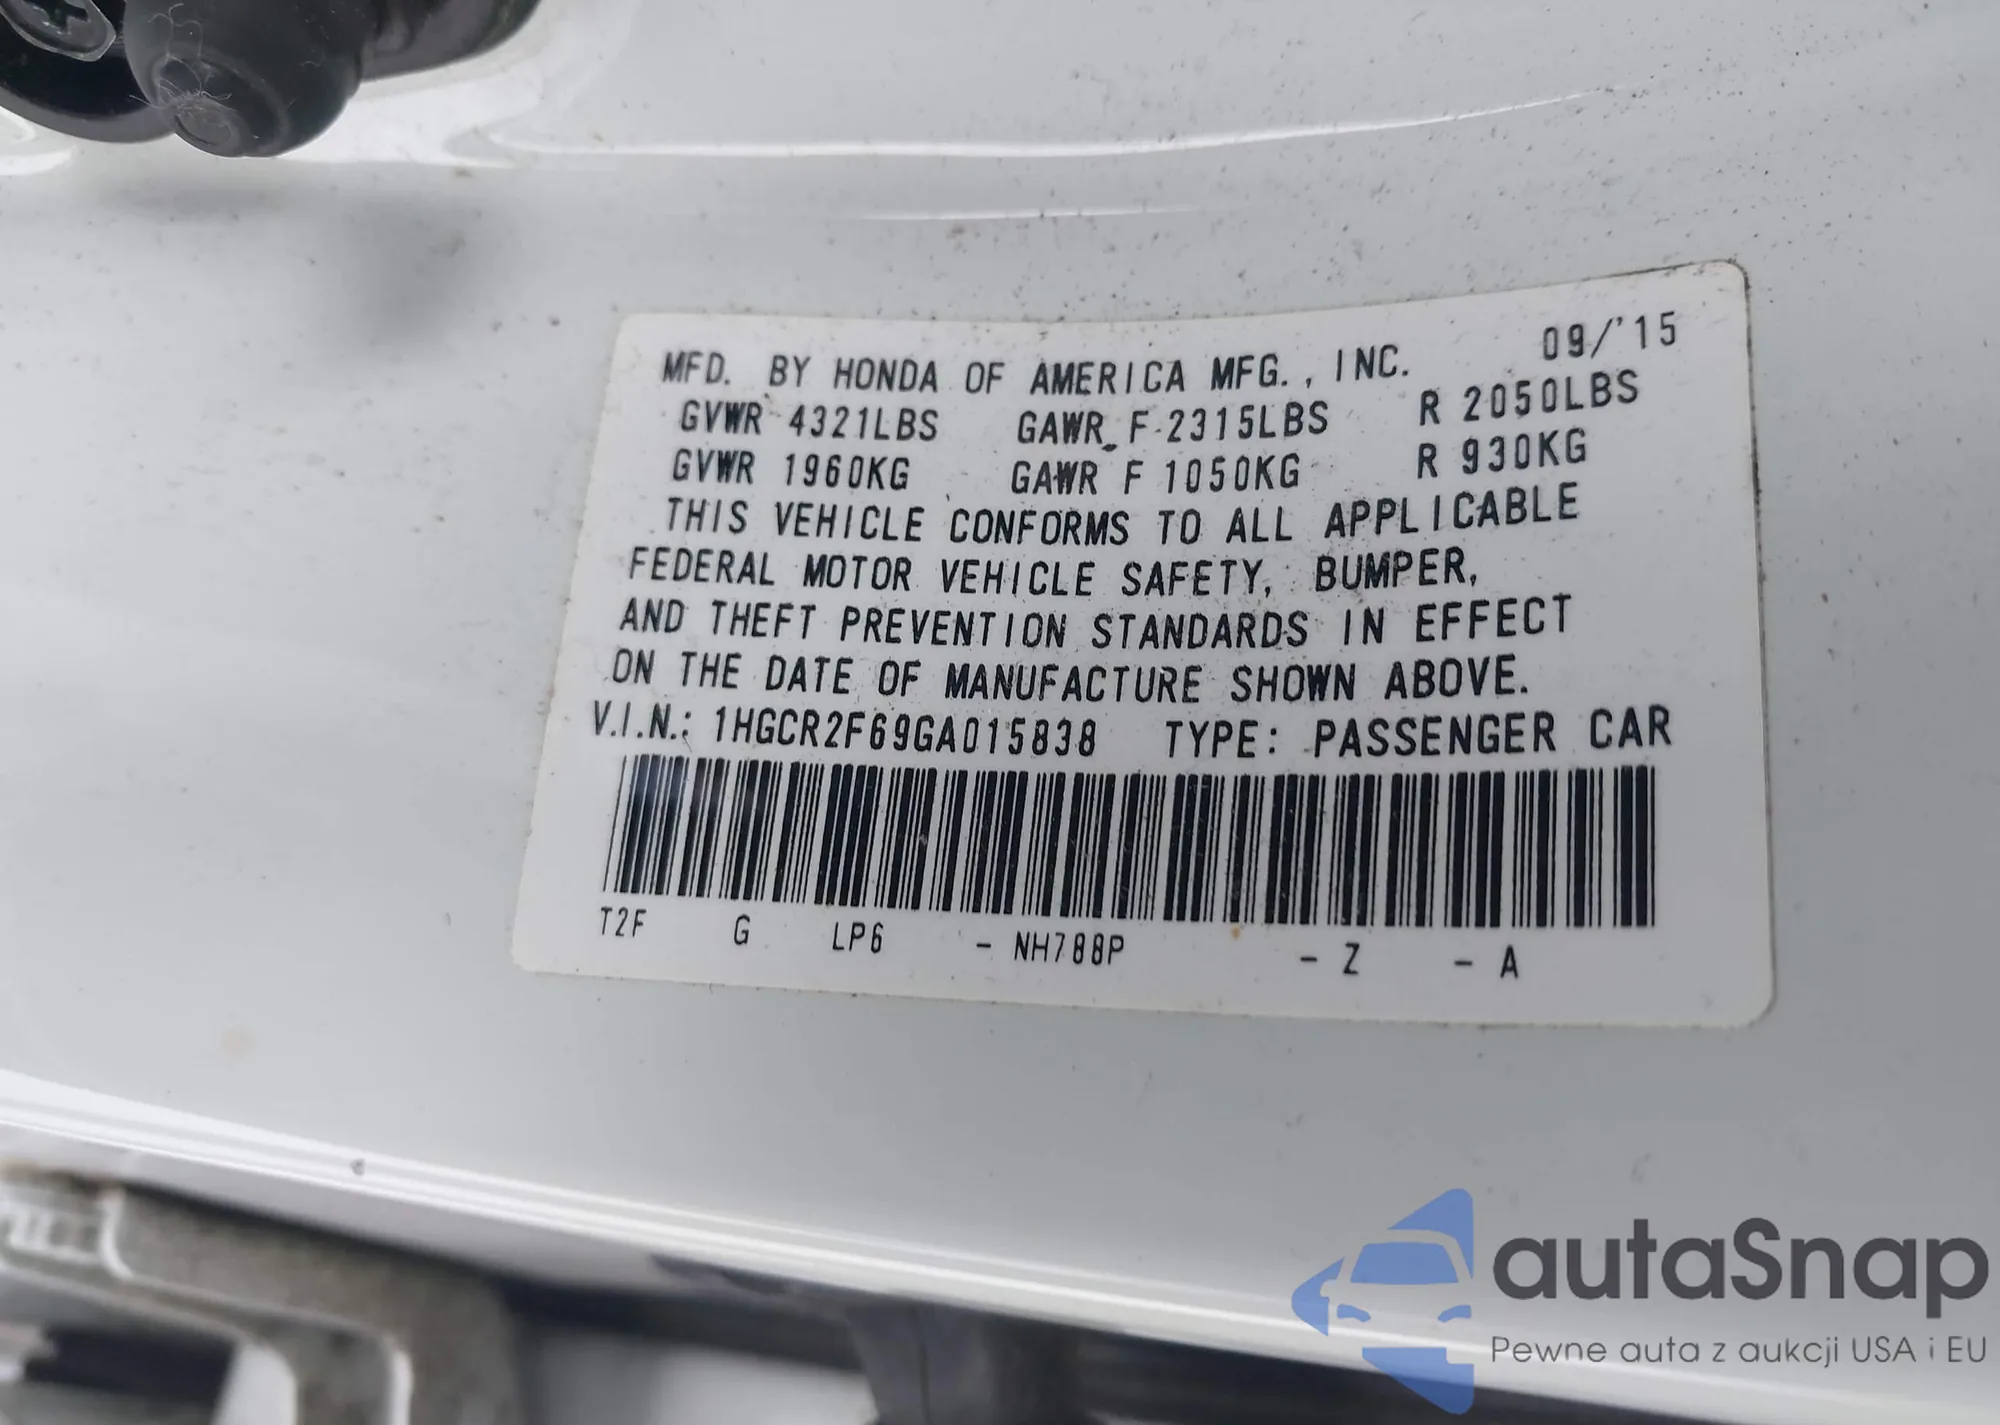 MFD. BY HONDA OF AMERICA MFG., INC. 09/'15
GVWR 4321LBS GAWR F 2315LBS R 2050LBS
GVWR 1960KG GAWR F 1050KG R 930KG
THIS VEHICLE CONFORMS TO ALL APPLICABLE
FEDERAL MOTOR VEHICLE SAFETY, BUMPER,
AND THEFT PREVENTION STANDARDS IN EFFECT
ON THE DATE OF MANUFACTURE SHOWN ABOVE.
V.I.N.: 1HGCR2F69GA015838 TYPE: PASSENGER CAR
T2F G LP6 - NH788P - Z - A
autaSnap
Pewne auta z aukcji USA i EU